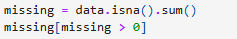 missing = data.isna().sum()
missing[missing > 0]